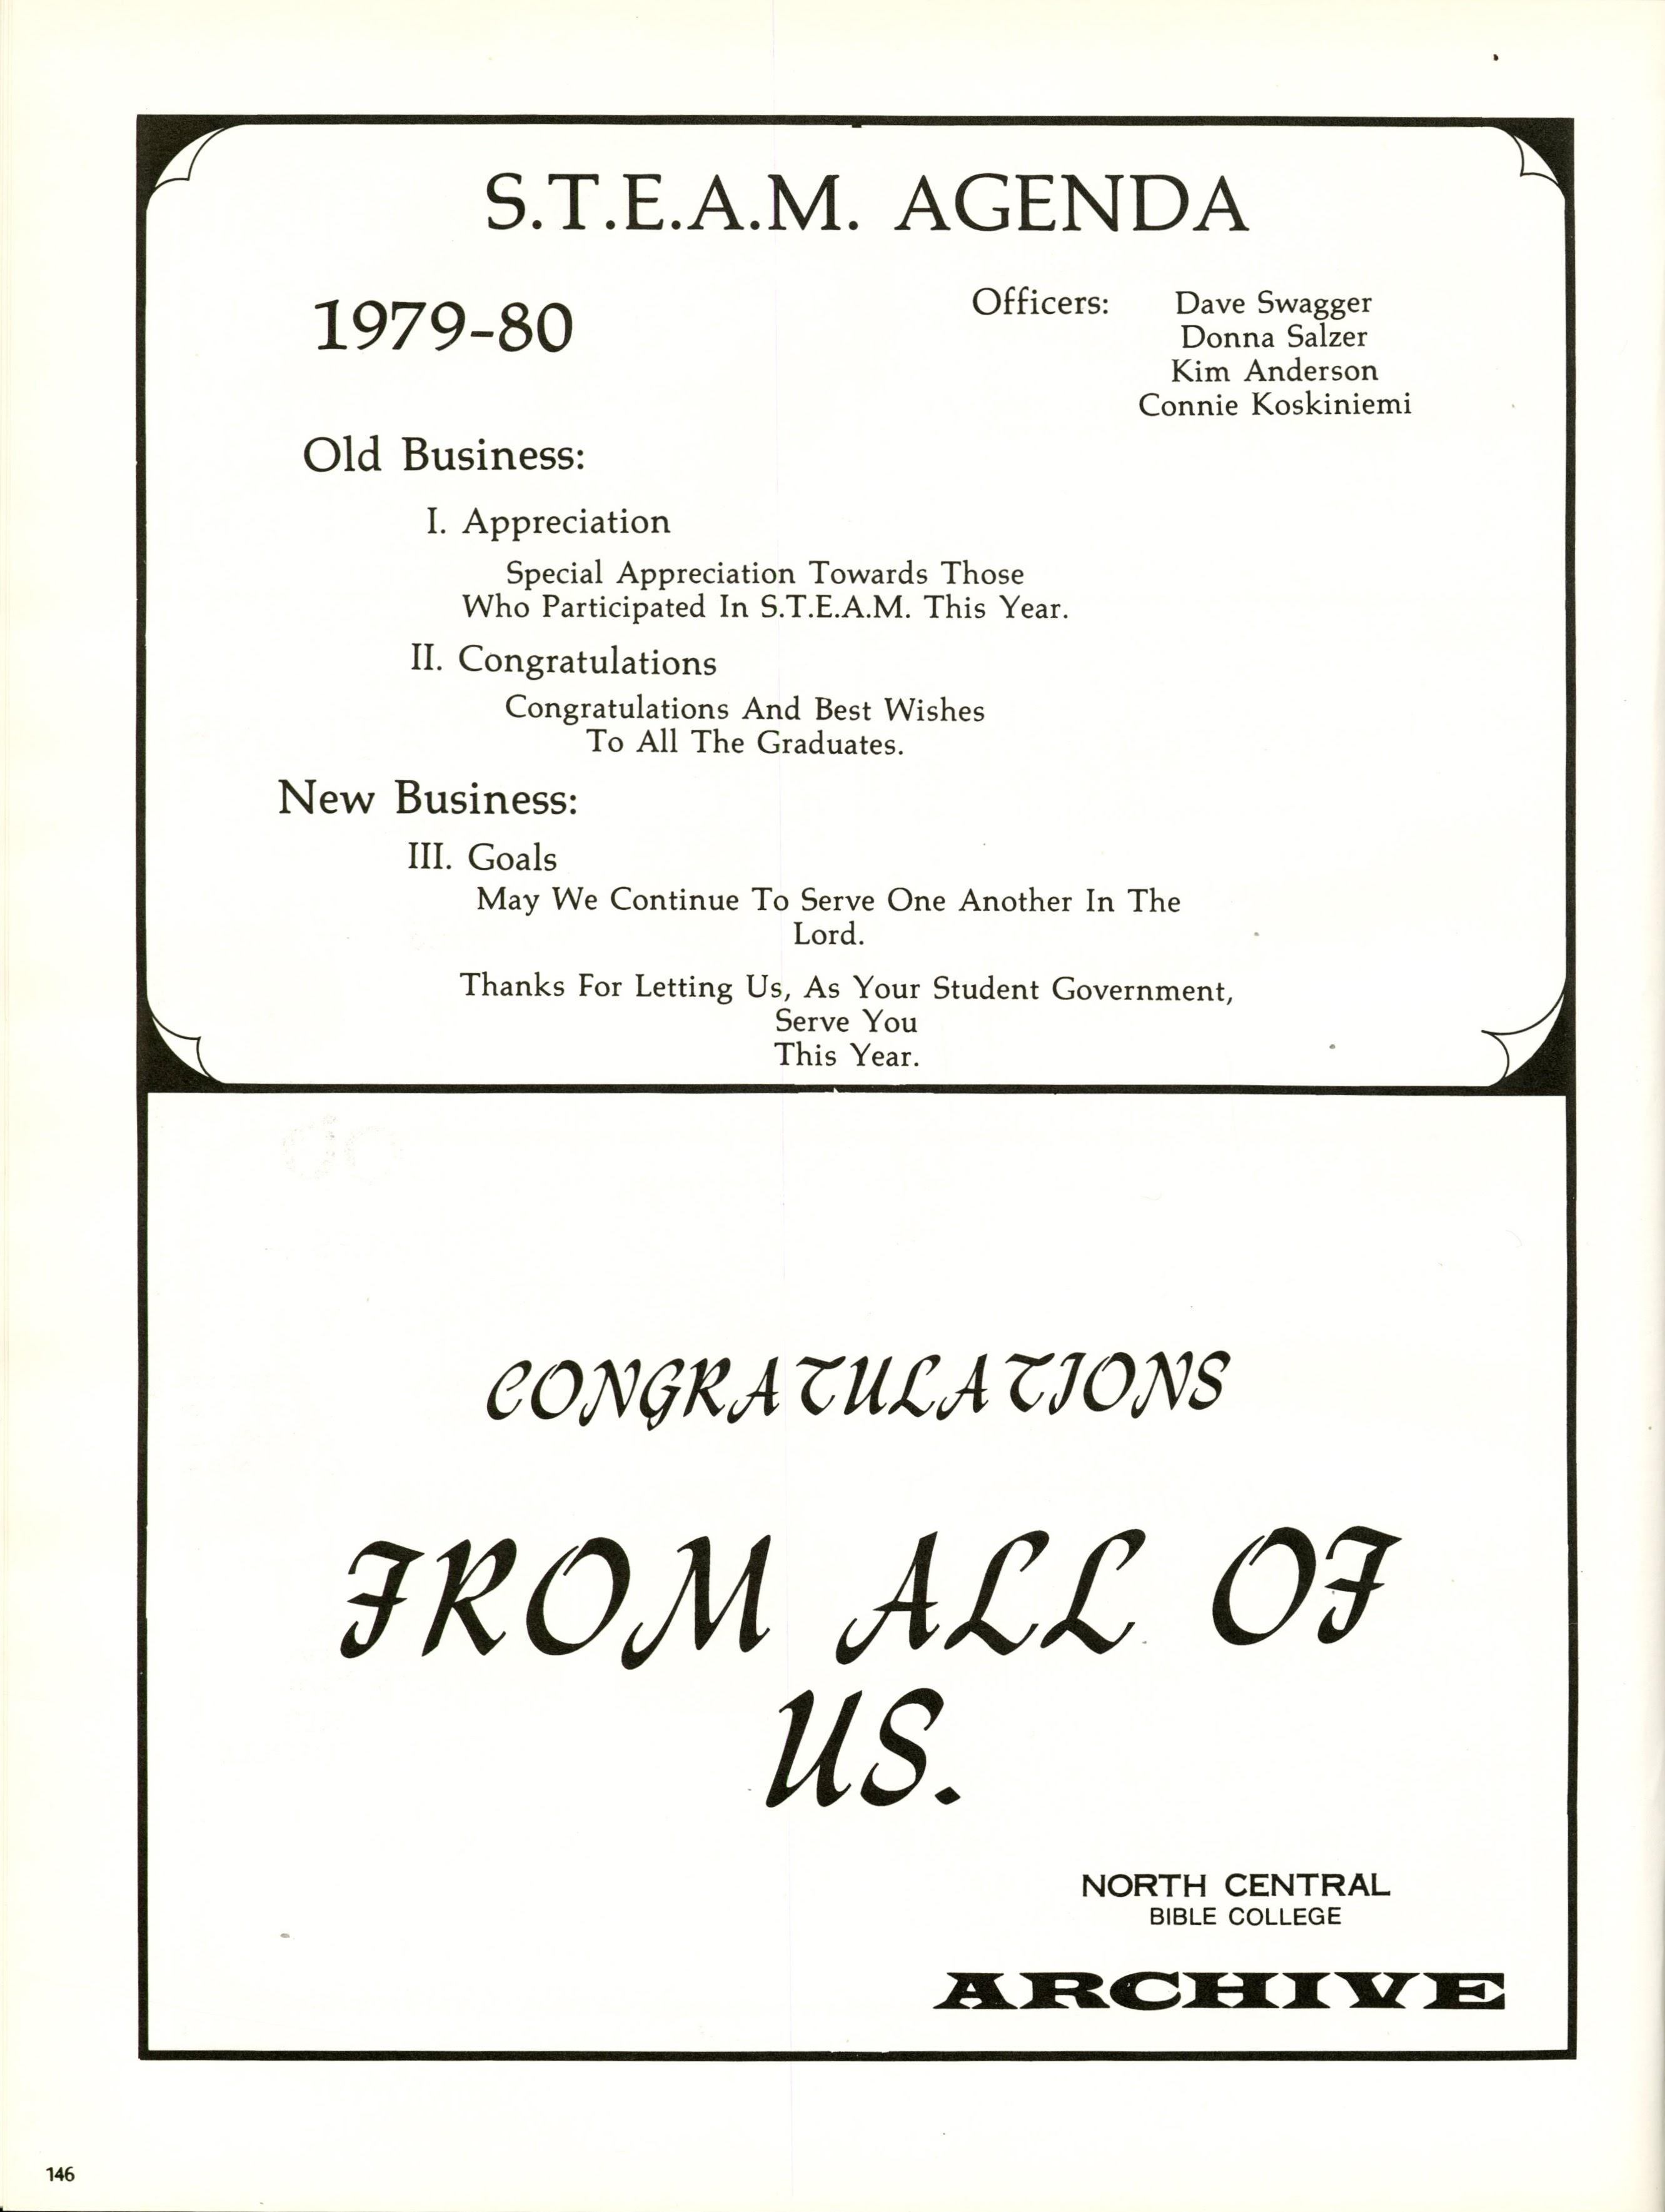 S.T.E.A.M. AGENDA
1979-80
Officers: Dave Swagger
Donna Salzer
Kim Anderson
Connie Koskiniemi
Old Business:
I. Appreciation
Special Appreciation Towards Those
Who Participated In S.T.E.A.M. This Year.
II. Congratulations
Congratulations And Best Wishes
To All The Graduates.
New Business:
III. Goals
May We Continue To Serve One Another In The
Lord.
Thanks For Letting Us, As Your Student Government,
Serve You
This Year.
CONGRATULATIONS
FROM ALL OF
US.
NORTH CENTRAL
BIBLE COLLEGE
ARCHIVE
146